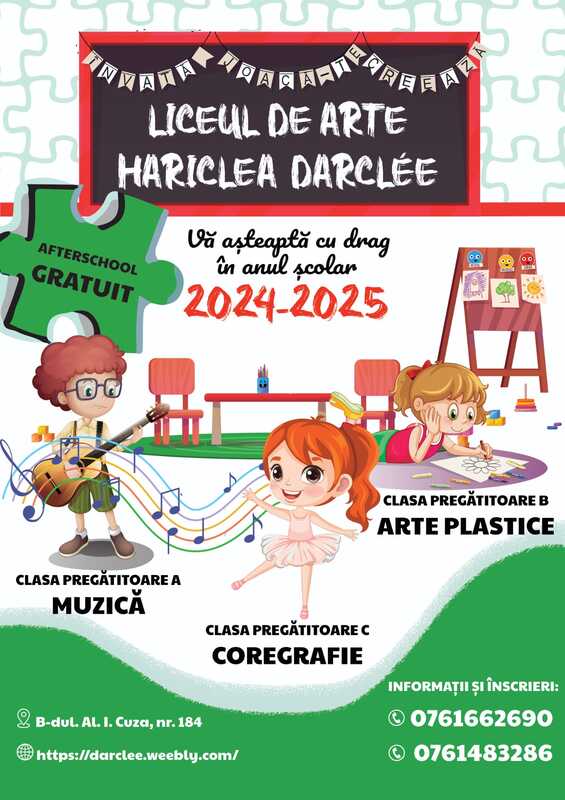 ÎNVAȚĂ JOACĂ-TE CREEAZĂ
LICEUL DE ARTE
HARICLEA DARCLÉE
AFTERSCHOOL
GRATUIT
Vă așteaptă cu drag
în anul școlar
2024-2025
CLASA PREGĂTITOARE B
ARTE PLASTICE
CLASA PREGĂTITOARE A
MUZICĂ
CLASA PREGĂTITOARE C
COREGRAFIE
INFORMAȚII ȘI ÎNSCRIERI:
B-dul. Al. I. Cuza, nr. 184
0761662690
https://darclee.weebly.com/
0761483286